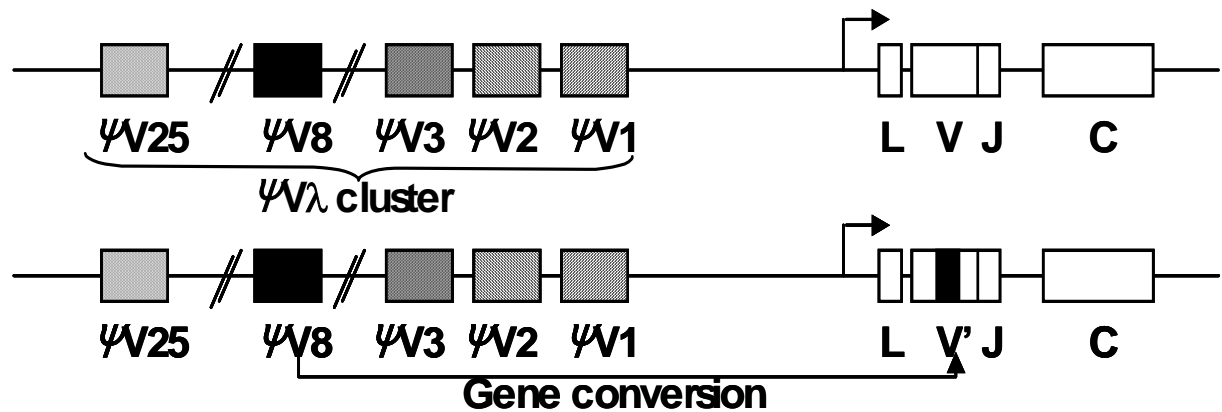 ΨV25 ΨV8 ΨV3 ΨV2 ΨV1 L V J C
ΨVλ cluster
ΨV25 ΨV8 ΨV3 ΨV2 ΨV1 L V' J C
Gene conversion